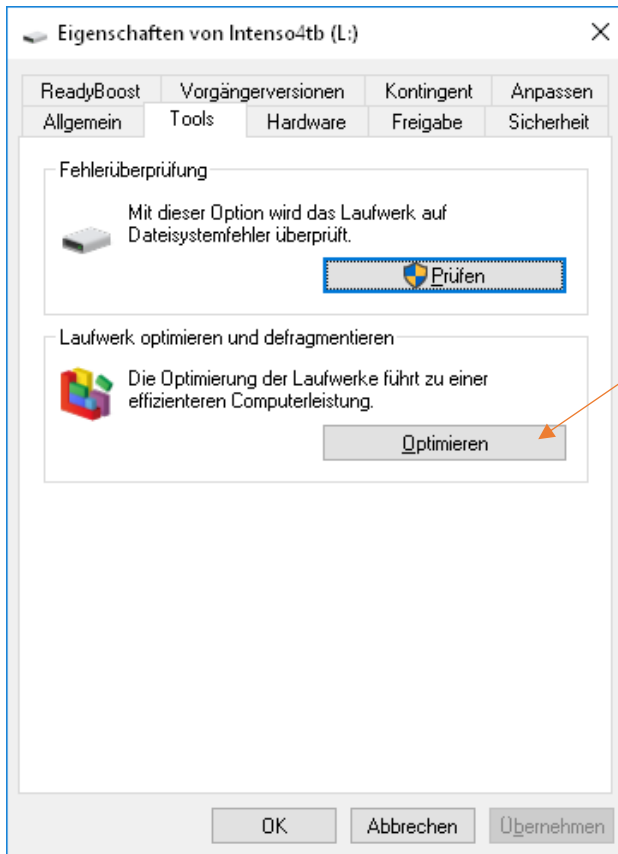 Eigenschaften von Intenso4tb (L:)
ReadyBoost Vorgängerversionen Kontingent Anpassen
Allgemein Tools Hardware Freigabe Sicherheit
Fehlerüberprüfung
Mit dieser Option wird das Laufwerk auf
Dateisystemfehler überprüft.
Prüfen
Laufwerk optimieren und defragmentieren
Die Optimierung der Laufwerke führt zu einer
effizienteren Computerleistung.
Optimieren
OK Abbrechen Übernehmen